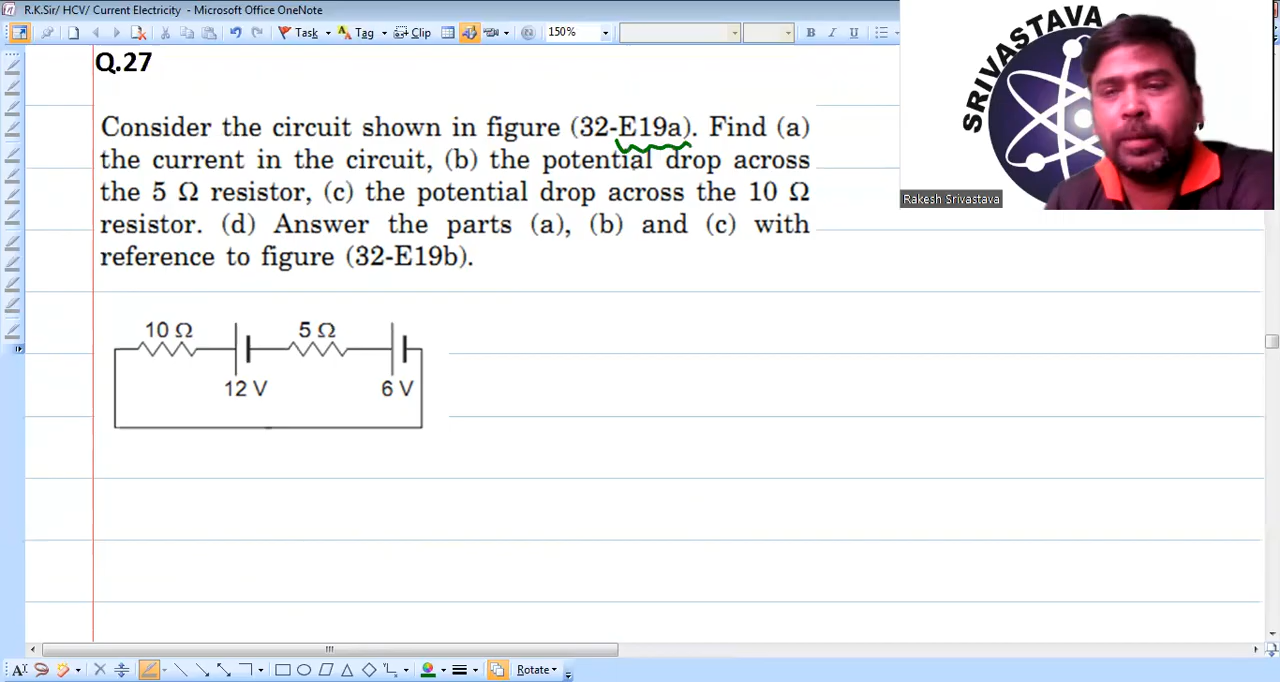 R.K.Sir/ HCV/ Current Electricity - Microsoft Office OneNote
Task
Tag
Clip
150%
B I U
Q.27
SRIVASTAVA
Rakesh Srivastava
Consider the circuit shown in figure (32-E19a). Find (a)
the current in the circuit, (b) the potential drop across
the 5 Ω resistor, (c) the potential drop across the 10 Ω
resistor. (d) Answer the parts (a), (b) and (c) with
reference to figure (32-E19b).
10 Ω 5 Ω
12 V 6 V
Rotate